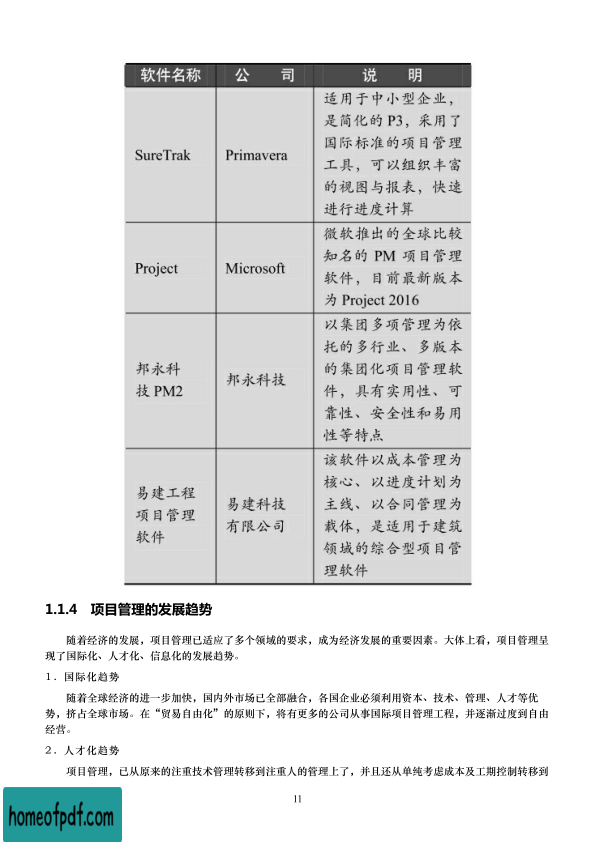 软件名称 公 司 说 明
适用于中小型企业，
是简化的 P3，采用了
国际标准的项目管理
SureTrak Primavera 工具，可以组织丰富
的视图与报表，快速
进行进度计算
微软推出的全球比较
知名的 PM 项目管理
Project Microsoft 软件，目前最新版本
为 Project 2016
以集团多项管理为依
托的多行业、多版本
邦永科 的集团化项目管理软
技 PM2 邦永科技 件，具有实用性、可
靠性、安全性和易用
性等特点
该软件以成本管理为
核心、以进度计划为
易建工程 易建科技 主线、以合同管理为
项目管理 有限公司 载体，是适用于建筑
软件 领域的综合型项目管
理软件
1.1.4 项目管理的发展趋势
随着经济的发展，项目管理已适应了多个领域的要求，成为经济发展的重要因素。大体上看，项目管理呈
现了国际化、人才化、信息化的发展趋势。
1．国际化趋势
随着全球经济的进一步加快，国内外市场已全部融合，各国企业必须利用资本、技术、管理、人才等优
势，挤占全球市场。在“贸易自由化”的原则下，将有更多的公司从事国际项目管理工程，并逐渐过度到自由
经营。
2．人才化趋势
项目管理，已从原来的注重技术管理转移到注重人的管理上了，并且还从单纯考虑成本及工期控制转移到
11
homeofpdf.com